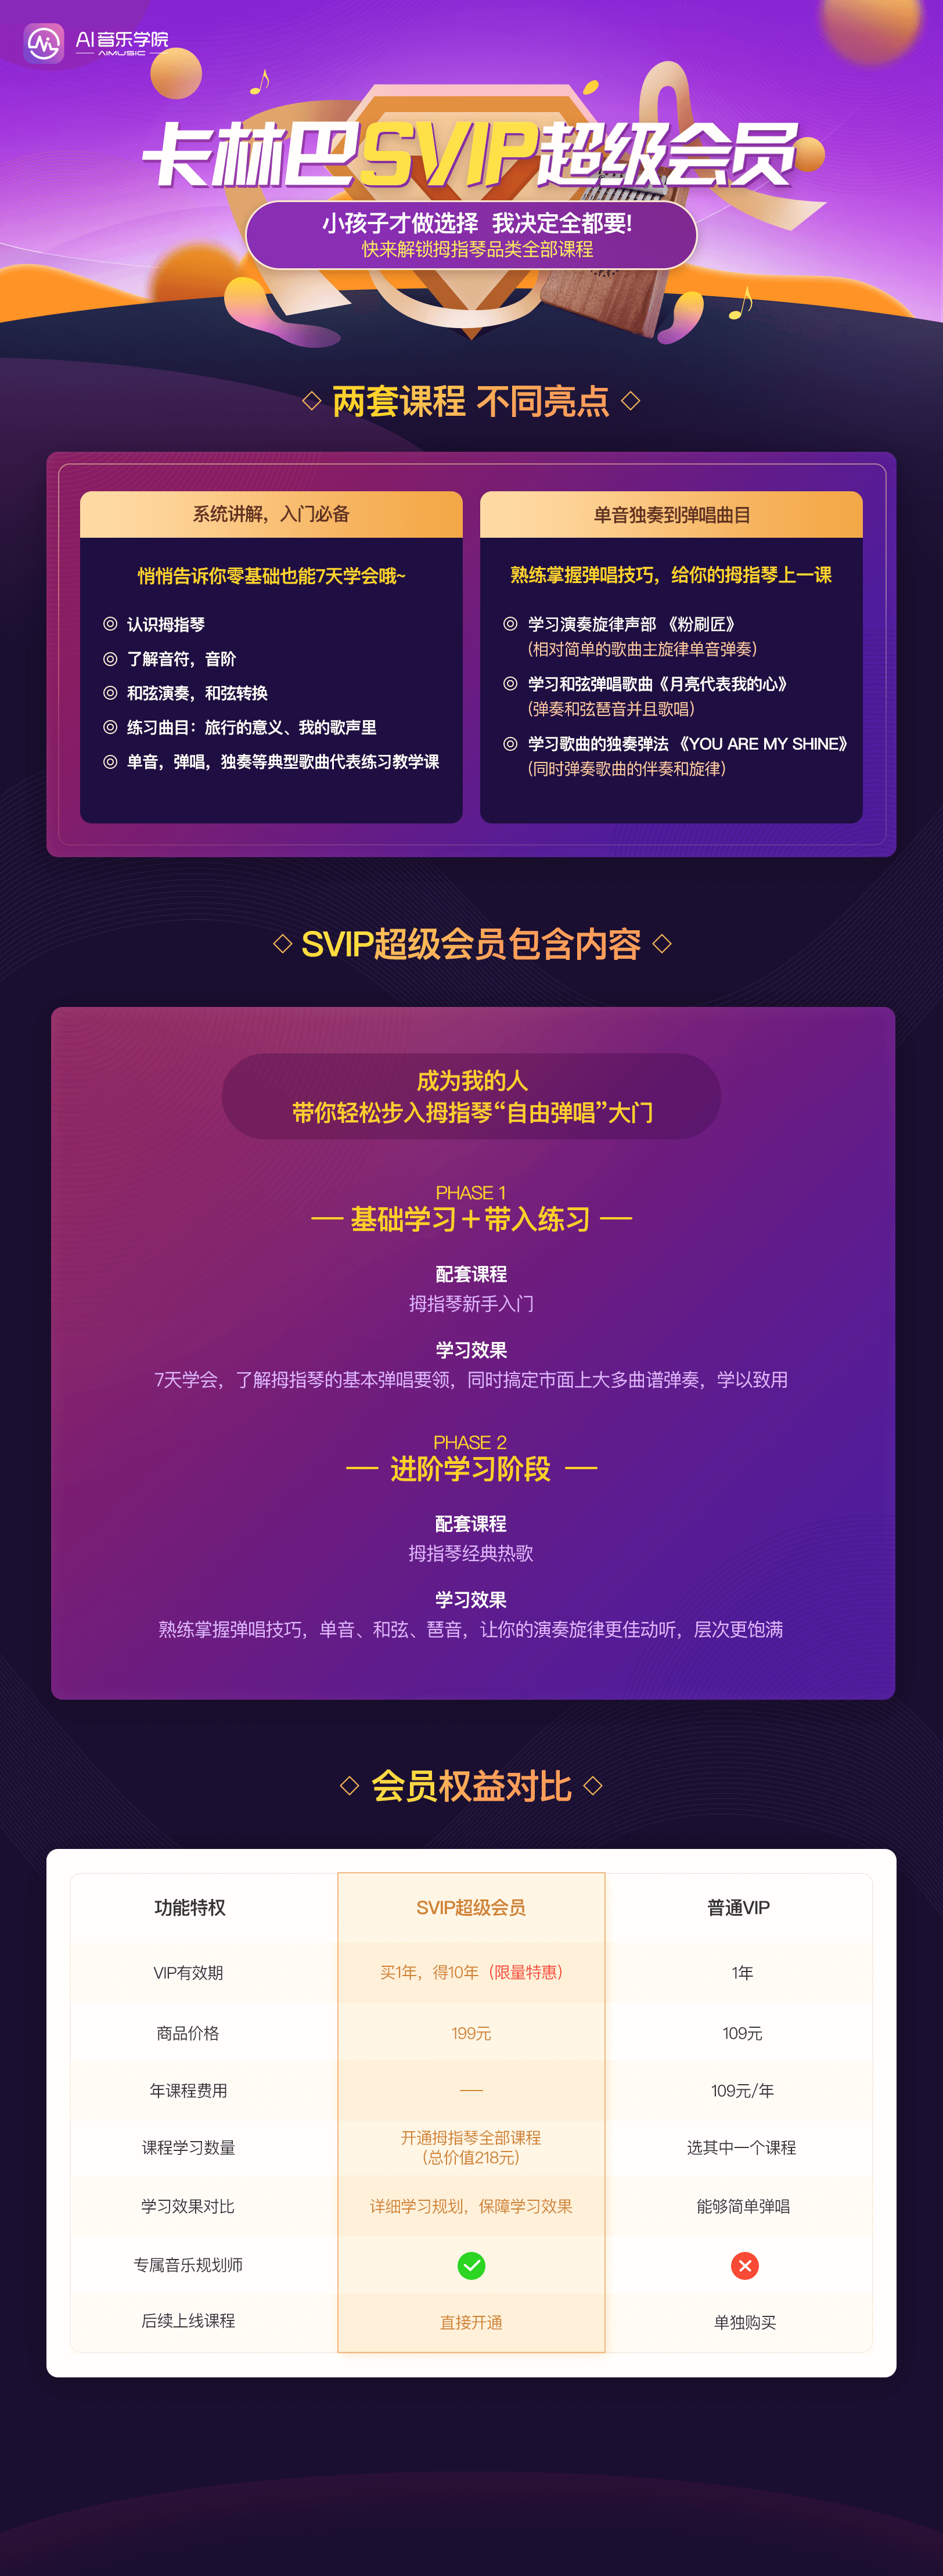 AI音乐学院
AIMUSIC
卡林巴SVIP超级会员
小孩子才做选择 我决定全都要!
快来解锁拇指琴品类全部课程
两套课程 不同亮点
系统讲解，入门必备
悄悄告诉你零基础也能7天学会哦~
认识拇指琴
了解音符，音阶
和弦演奏，和弦转换
练习曲目：旅行的意义、我的歌声里
单音，弹唱，独奏等典型歌曲代表练习教学课
单音独奏到弹唱曲目
熟练掌握弹唱技巧，给你的拇指琴上一课
学习演奏旋律声部 《粉刷匠》
(相对简单的歌曲主旋律单音弹奏)
学习和弦弹唱歌曲《月亮代表我的心》
(弹奏和弦琶音并且歌唱)
学习歌曲的独奏弹法 《YOU ARE MY SHINE》
(同时弹奏歌曲的伴奏和旋律)
SVIP超级会员包含内容
成为我的人
带你轻松步入拇指琴“自由弹唱”大门
PHASE 1
基础学习＋带入练习
配套课程
拇指琴新手入门
学习效果
7天学会，了解拇指琴的基本弹唱要领，同时搞定市面上大多曲谱弹奏，学以致用
PHASE 2
进阶学习阶段
配套课程
拇指琴经典热歌
学习效果
熟练掌握弹唱技巧，单音、和弦、琶音，让你的演奏旋律更佳动听，层次更饱满
会员权益对比
功能特权 SVIP超级会员 普通VIP
VIP有效期 买1年，得10年（限量特惠） 1年
商品价格 199元 109元
年课程费用 — 109元/年
课程学习数量 开通拇指琴全部课程 选其中一个课程
(总价值218元)
学习效果对比 详细学习规划，保障学习效果 能够简单弹唱
专属音乐规划师
后续上线课程 直接开通 单独购买